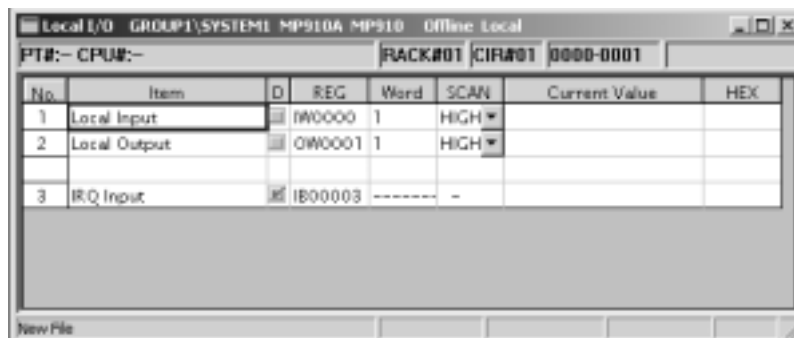 Local I/O GROUP1\SYSTEM1 MP910A MP910 Offline Local
PT#:- CPU#:- RACK#01 CIR#01 0000-0001
No. Item D REG Word SCAN Current Value HEX
1 Local Input IW0000 1 HIGH
2 Local Output OW0001 1 HIGH
3 IRQ Input IB00003 ------- -
New File